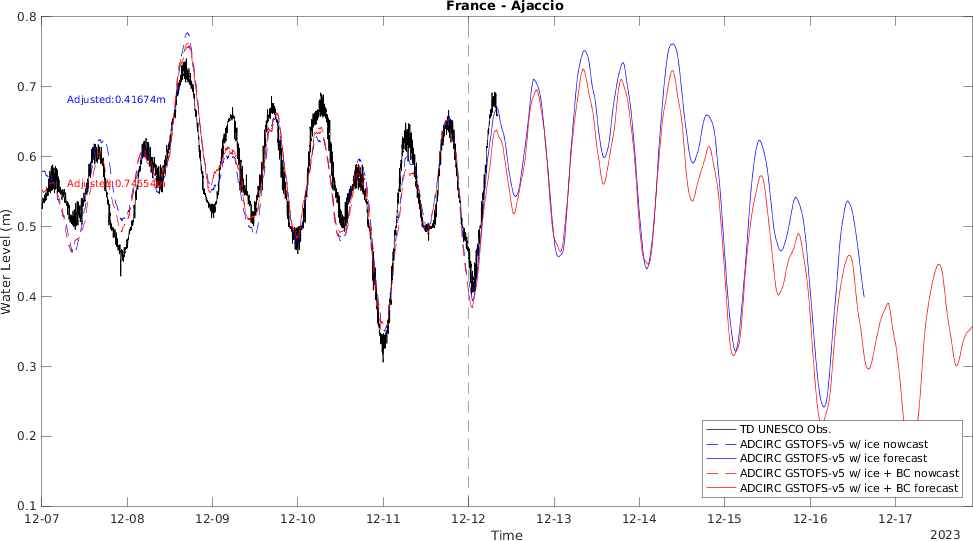 France - Ajaccio
0.8
0.7
0.6
0.5
0.4
0.3
0.2
0.1
Water Level (m)
Adjusted:0.41674m
Adjusted:0.74554m
TD UNESCO Obs.
ADCIRC GSTOFS-v5 w/ ice nowcast
ADCIRC GSTOFS-v5 w/ ice forecast
ADCIRC GSTOFS-v5 w/ ice + BC nowcast
ADCIRC GSTOFS-v5 w/ ice + BC forecast
12-07 12-08 12-09 12-10 12-11 12-12 12-13 12-14 12-15 12-16 12-17
Time
2023